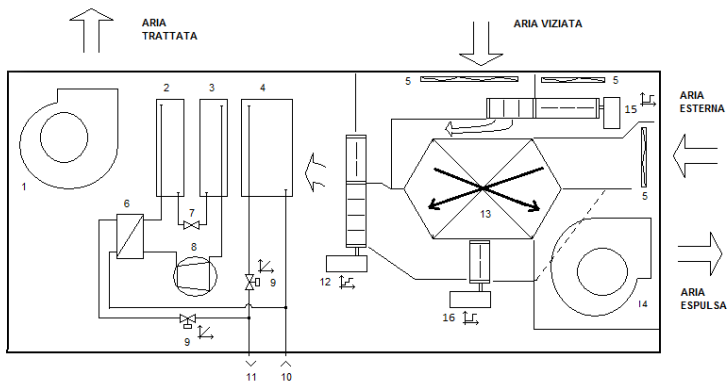 ARIA
TRATTATA
ARIA VIZIATA
2 3 4 5 5
15
ARIA
ESTERNA
1
5
6
7
13
8
12 9
14
ARIA
ESPULSA
16
9
11 10